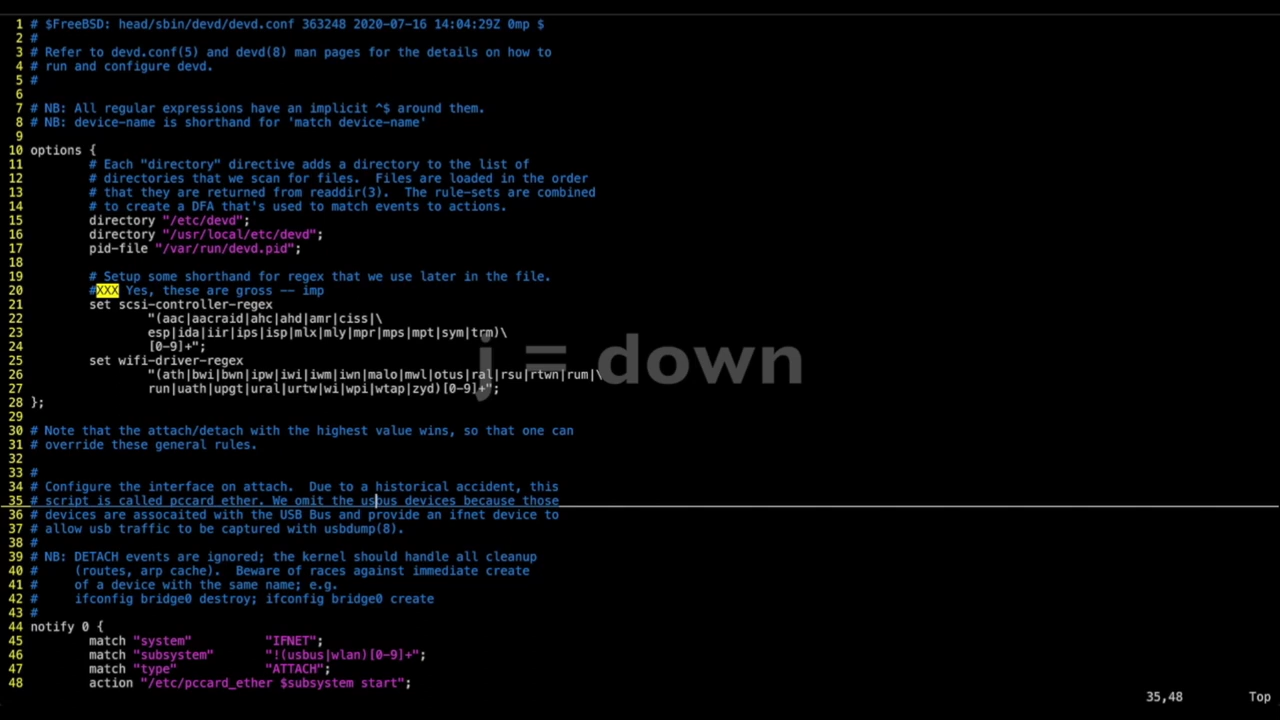 1 # $FreeBSD: head/sbin/devd/devd.conf 363248 2020-07-16 14:04:29Z 0mp $
2 #
3 # Refer to devd.conf(5) and devd(8) man pages for the details on how to
4 # run and configure devd.
5 #
6
7 # NB: All regular expressions have an implicit ^$ around them.
8 # NB: device-name is shorthand for 'match device-name'
9
10 options {
11         # Each "directory" directive adds a directory to the list of
12         # directories that we scan for files.  Files are loaded in the order
13         # that they are returned from readdir(3).  The rule-sets are combined
14         # to create a DFA that's used to match events to actions.
15         directory "/etc/devd";
16         directory "/usr/local/etc/devd";
17         pid-file "/var/run/devd.pid";
18
19         # Setup some shorthand for regex that we use later in the file.
20         #XXX Yes, these are gross -- imp
21         set scsi-controller-regex
22                 "(aac|aacraid|ahc|ahd|amr|ciss|\
23                 esp|ida|iir|ips|isp|mlx|mly|mpr|mps|mpt|sym|trm)\
24                 [0-9]+";
25         set wifi-driver-regex
j = down
26                 "(ath|bwi|bwn|ipw|iwi|iwm|iwn|malo|mwl|otus|ral|rsu|rtwn|rum|\
27                 run|uath|upgt|ural|urtw|wi|wpi|wtap|zyd)[0-9]+";
28 };
29
30 # Note that the attach/detach with the highest value wins, so that one can
31 # override these general rules.
32
33 #
34 # Configure the interface on attach.  Due to a historical accident, this
35 # script is called pccard_ether. We omit the usbus devices because those
36 # devices are assocaited with the USB Bus and provide an ifnet device to
37 # allow usb traffic to be captured with usbdump(8).
38 #
39 # NB: DETACH events are ignored; the kernel should handle all cleanup
40 #     (routes, arp cache).  Beware of races against immediate create
41 #     of a device with the same name; e.g.
42 #     ifconfig bridge0 destroy; ifconfig bridge0 create
43 #
44 notify 0 {
45         match "system"          "IFNET";
46         match "subsystem"       "!(usbus|wlan)[0-9]+";
47         match "type"            "ATTACH";
48         action "/etc/pccard_ether $subsystem start";
35,48 Top